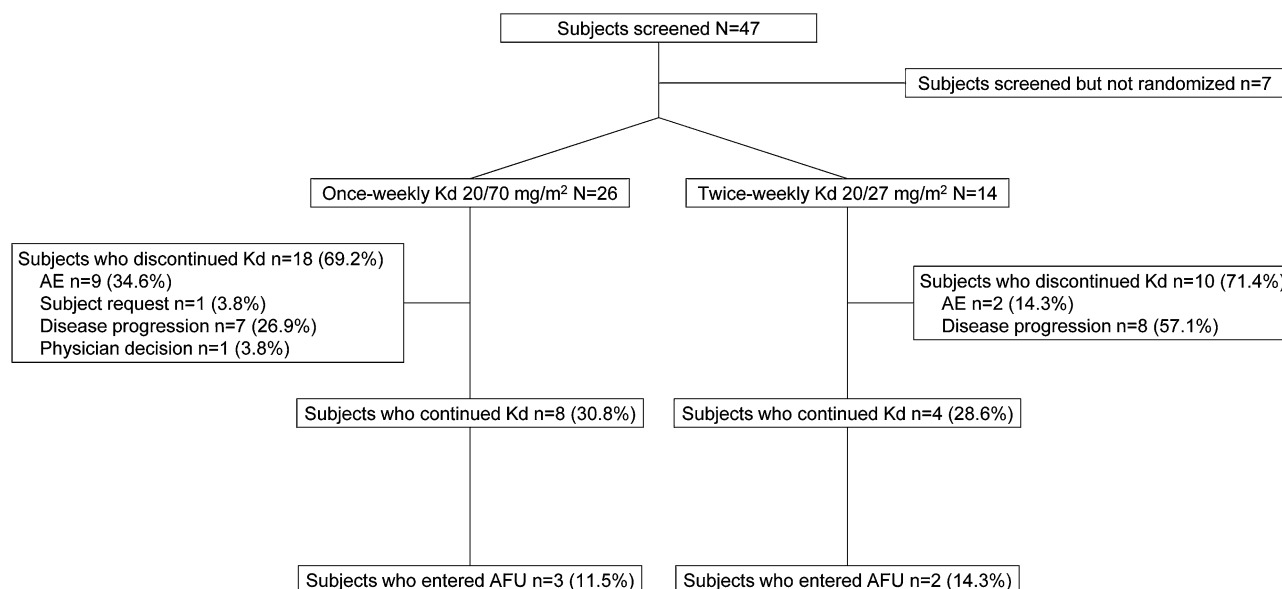 Subjects screened N=47
Subjects screened but not randomized n=7
Once-weekly Kd 20/70 mg/m² N=26
Twice-weekly Kd 20/27 mg/m² N=14
Subjects who discontinued Kd n=18 (69.2%)
AE n=9 (34.6%)
Subject request n=1 (3.8%)
Disease progression n=7 (26.9%)
Physician decision n=1 (3.8%)
Subjects who discontinued Kd n=10 (71.4%)
AE n=2 (14.3%)
Disease progression n=8 (57.1%)
Subjects who continued Kd n=8 (30.8%)
Subjects who continued Kd n=4 (28.6%)
Subjects who entered AFU n=3 (11.5%)
Subjects who entered AFU n=2 (14.3%)